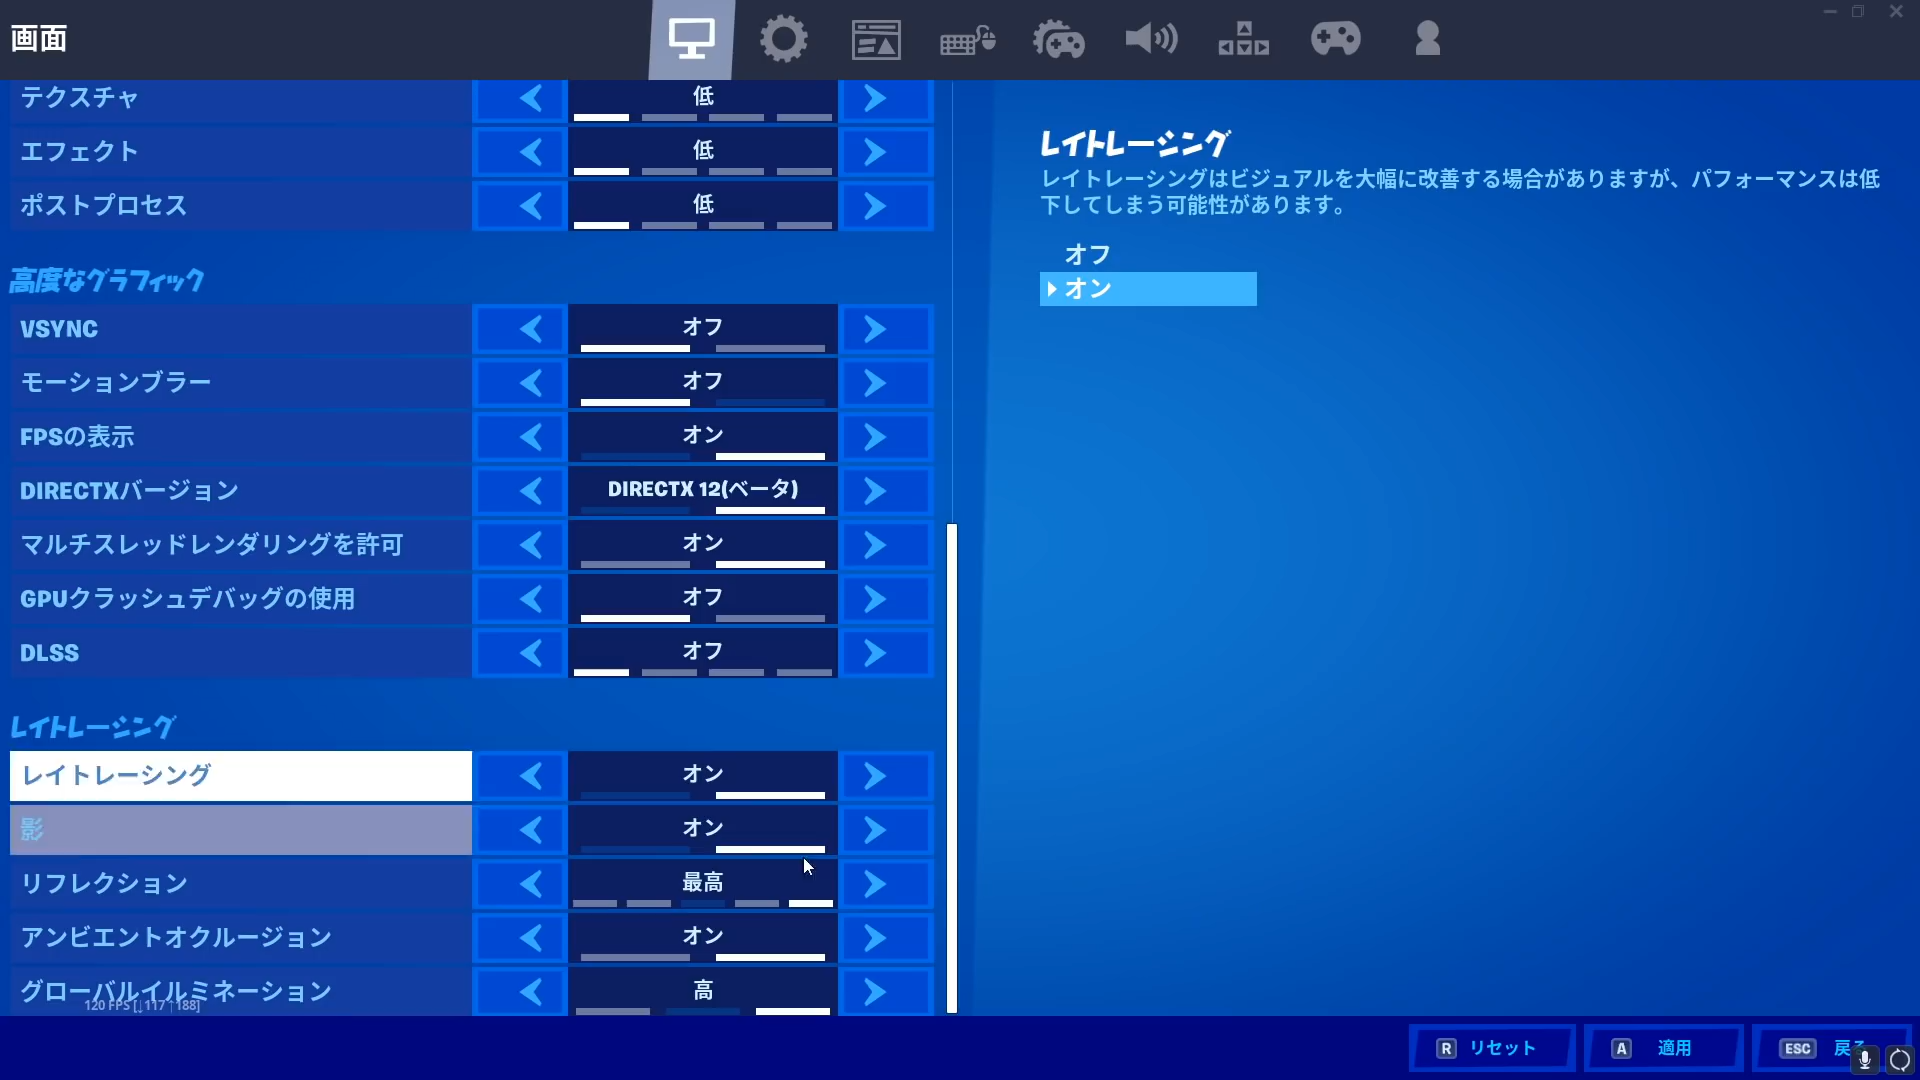 画面
テクスチャ 低
エフェクト 低
ポストプロセス 低
高度なグラフィック
VSYNC オフ
モーションブラー オフ
FPSの表示 オン
DIRECTXバージョン DIRECTX 12(ベータ)
マルチスレッドレンダリングを許可 オン
GPUクラッシュデバッグの使用 オフ
DLSS オフ
レイトレーシング
レイトレーシング オン
影 オン
リフレクション 最高
アンビエントオクルージョン オン
グローバルイルミネーション 高
120 FPS [↓117↑188]
レイトレーシング
レイトレーシングはビジュアルを大幅に改善する場合がありますが、パフォーマンスは低
下してしまう可能性があります。
オフ
オン
R リセット A 適用 ESC 戻る